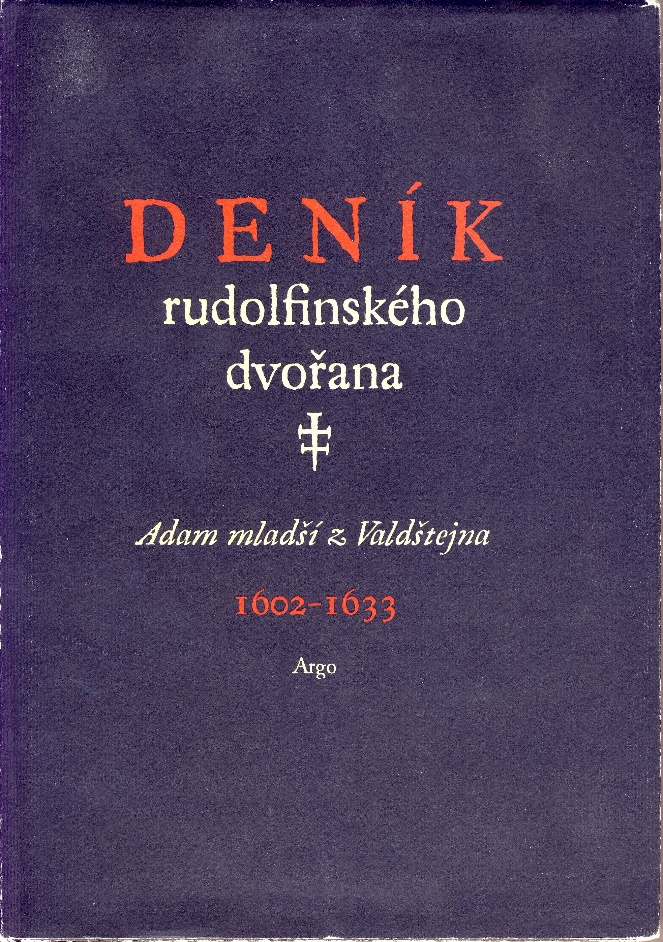 DENÍK
rudolfinského
dvořana
Adam mladší z Valdštejna
1602-1633
Argo